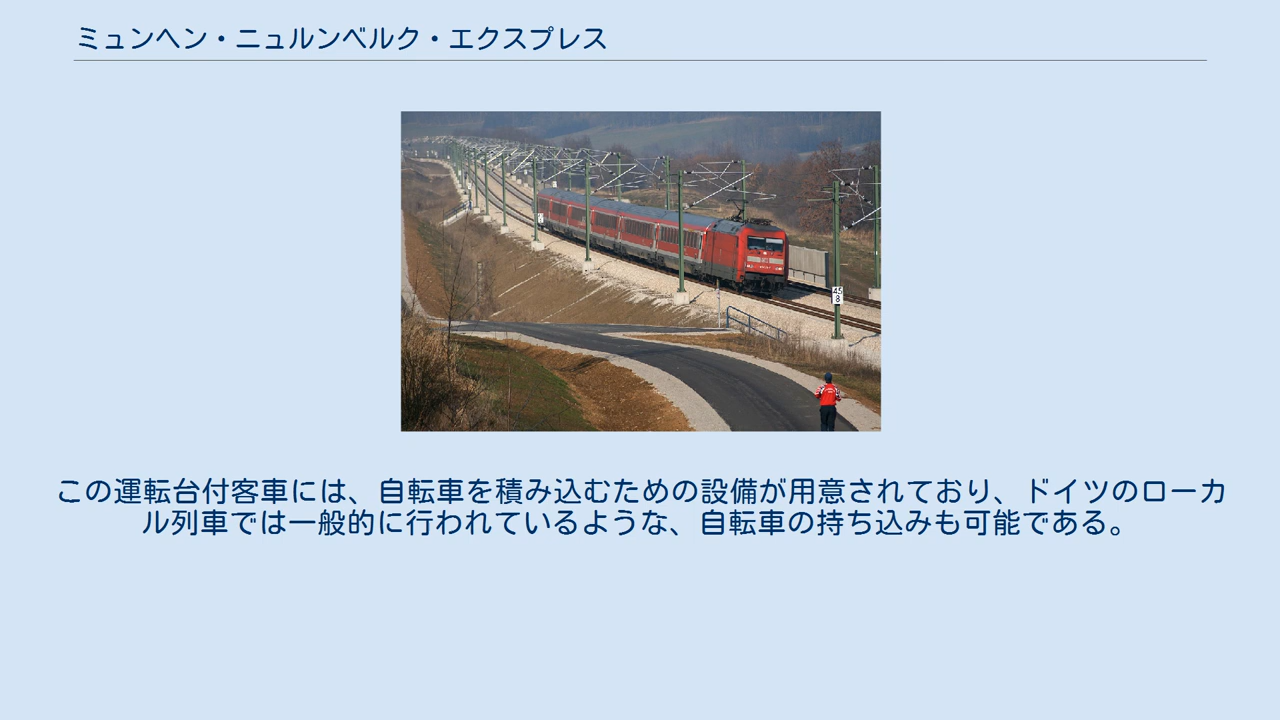 ミュンヘン・ニュルンベルク・エクスプレス
45
8
この運転台付客車には、自転車を積み込むための設備が用意されており、ドイツのローカ
ル列車では一般的に行われているような、自転車の持ち込みも可能である。